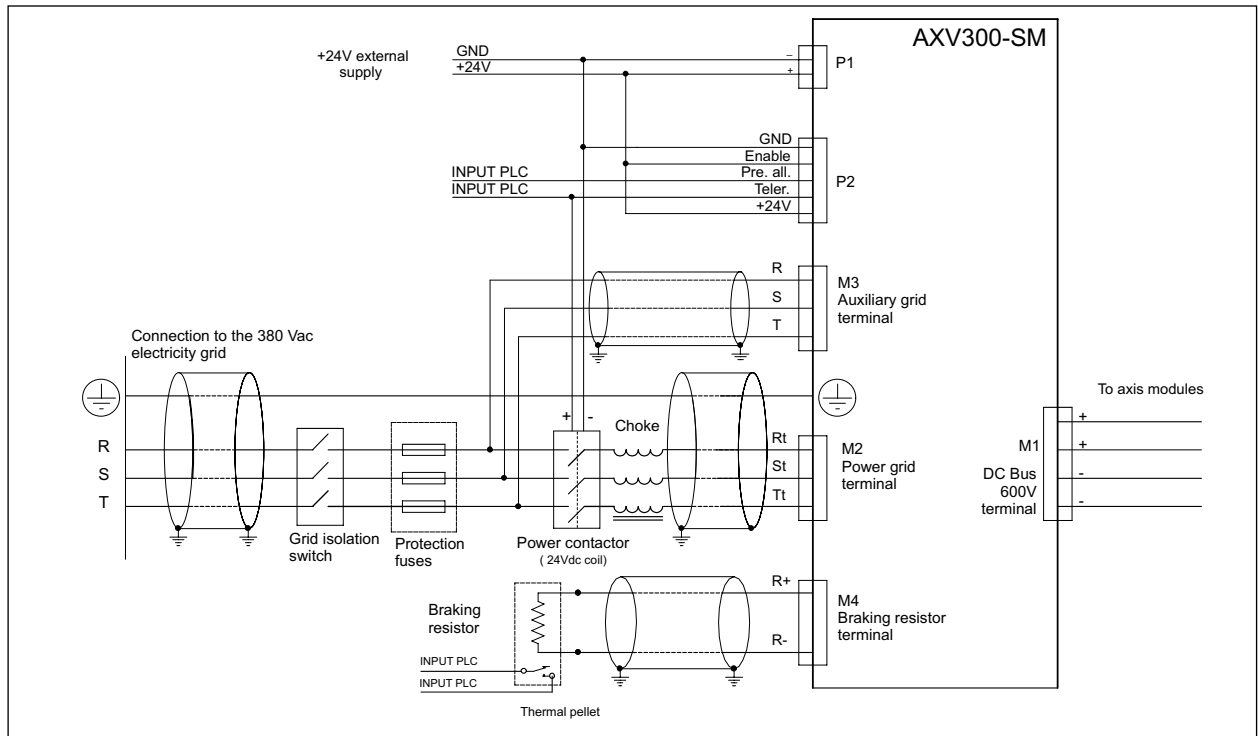 AXV300-SM
+24V external
supply
GND
+24V
–
+
P1
GND
Enable
Pre. all.
Teler.
+24V
INPUT PLC
INPUT PLC
P2
R
S
T
M3
Auxiliary grid
terminal
Connection to the 380 Vac
electricity grid
R
S
T
Grid isolation
switch
Protection
fuses
+ -
Power contactor
( 24Vdc coil)
Choke
Rt
St
Tt
M2
Power grid
terminal
To axis modules
+
+
-
-
M1
DC Bus
600V
terminal
Braking
resistor
R+
R-
M4
Braking resistor
terminal
INPUT PLC
INPUT PLC
Thermal pellet